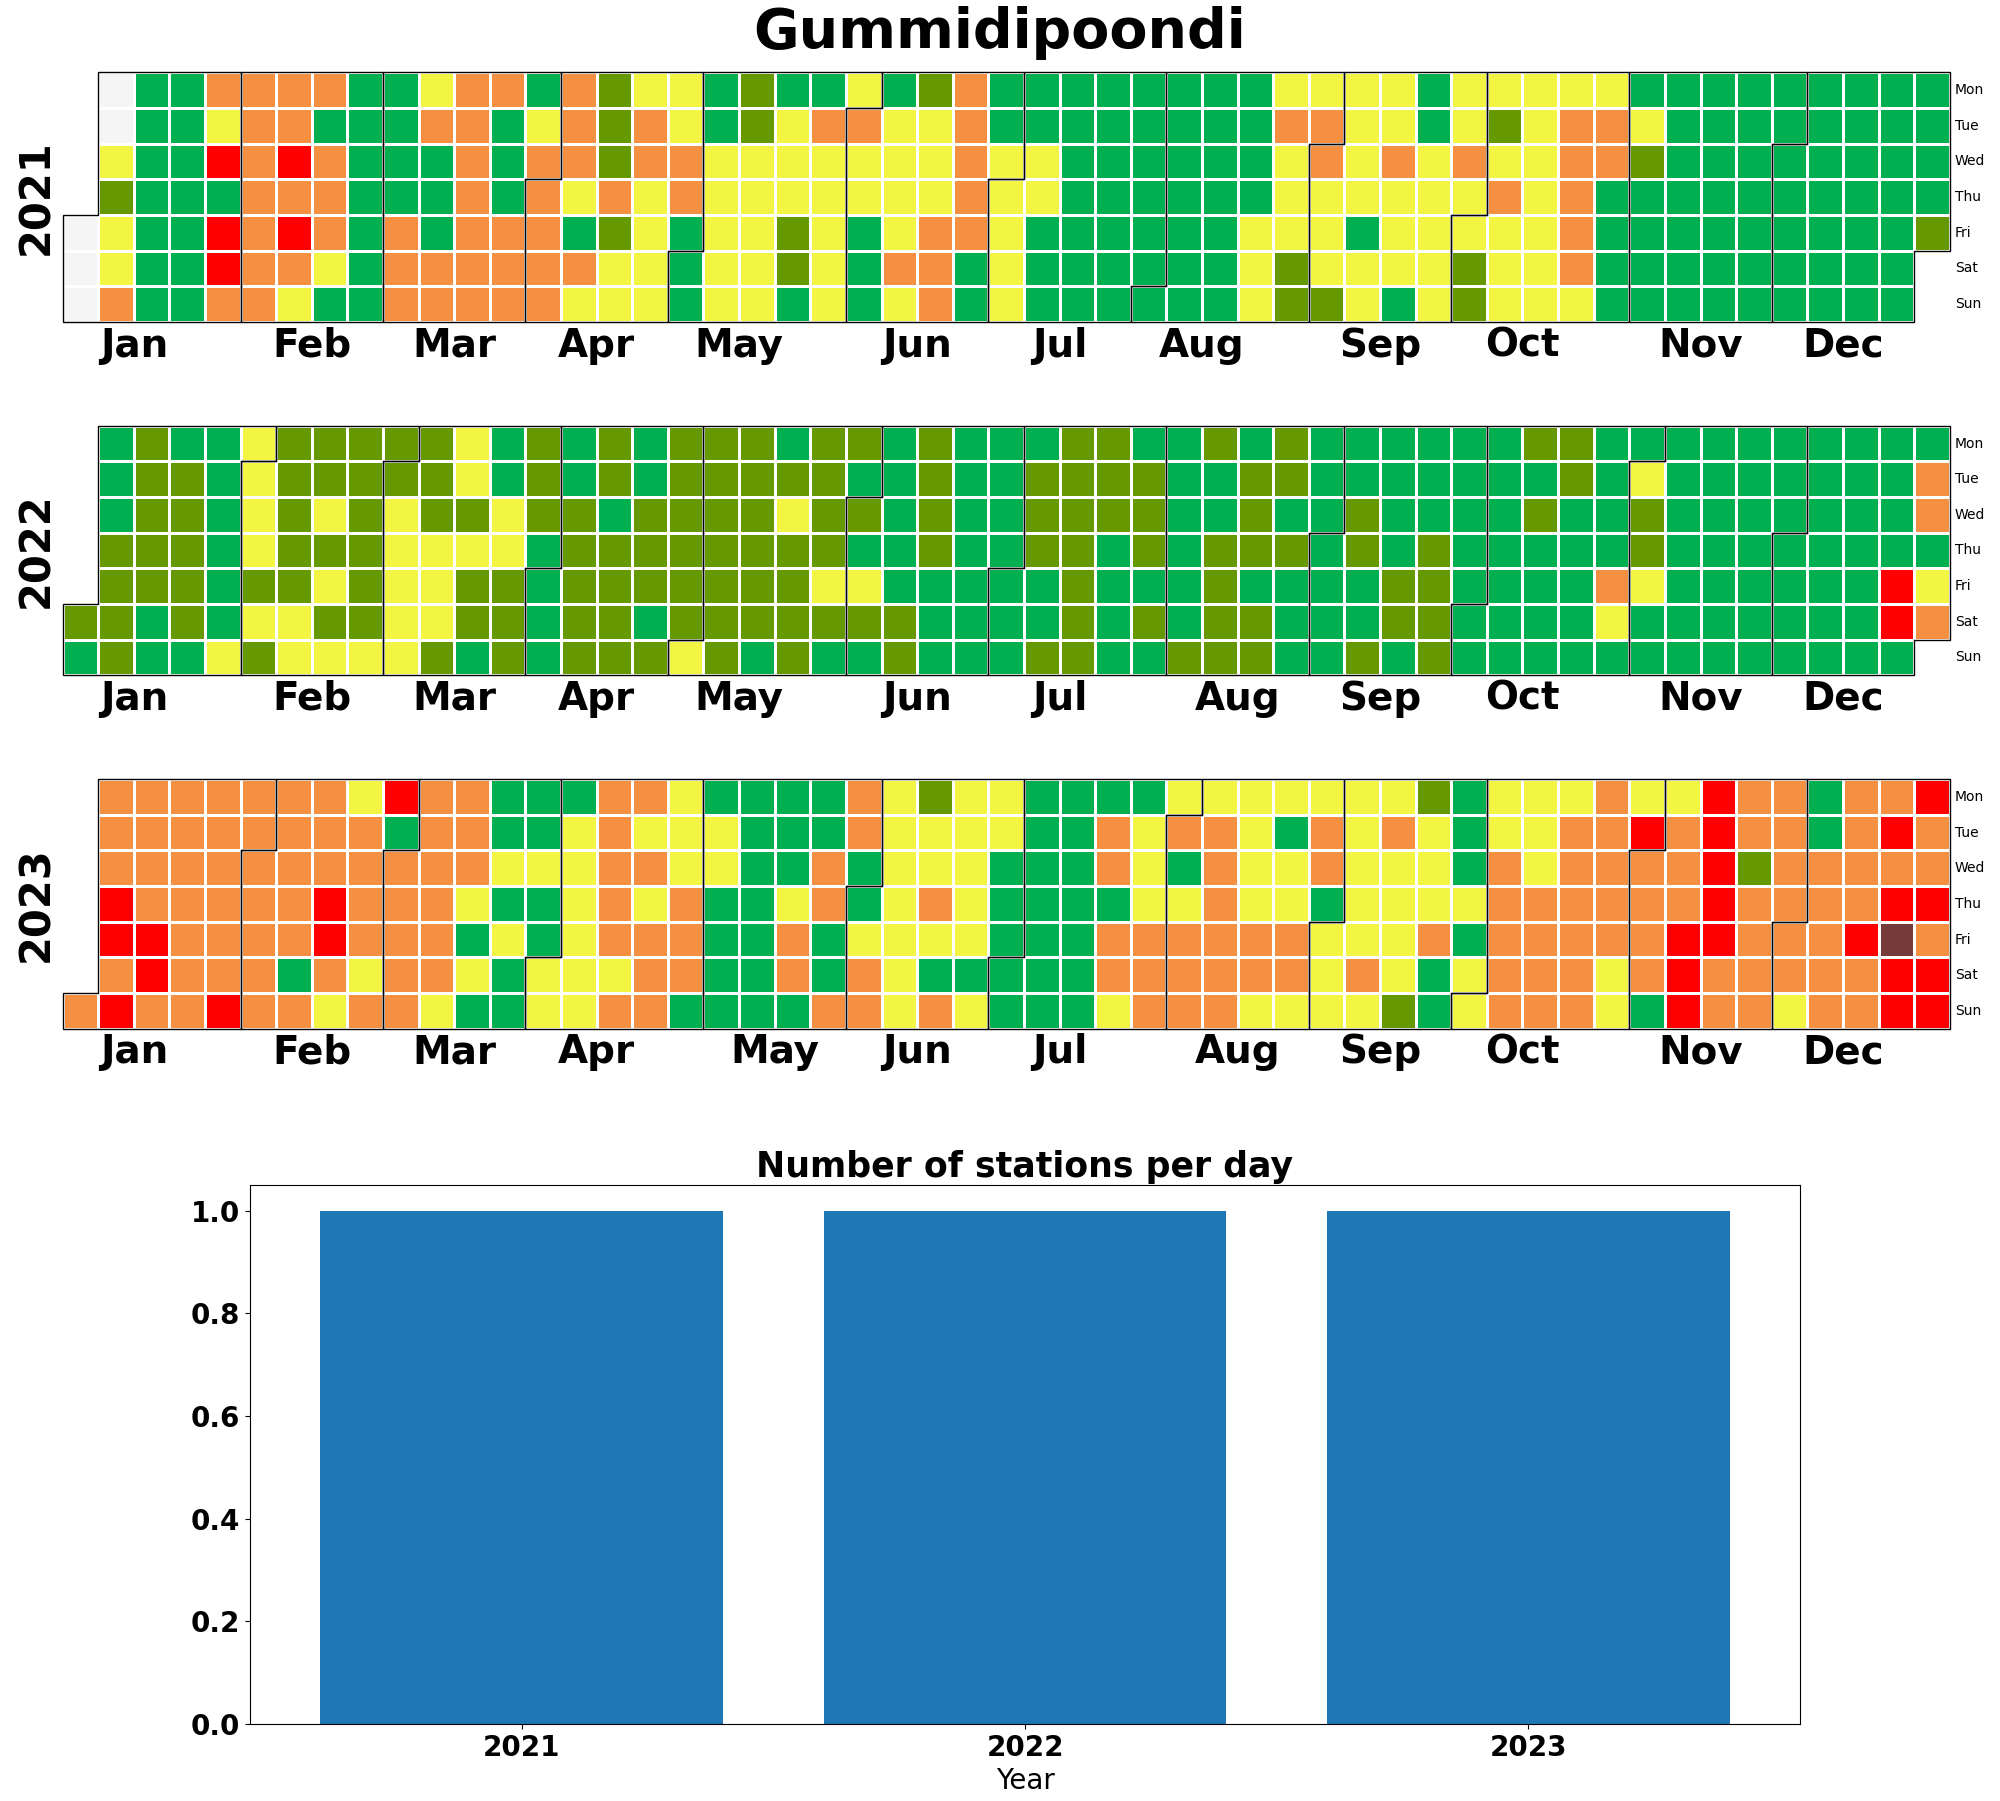 Gummidipoondi
2021
Mon
Tue
Wed
Thu
Fri
Sat
Sun
Jan Feb Mar Apr May Jun Jul Aug Sep Oct Nov Dec
2022
Mon
Tue
Wed
Thu
Fri
Sat
Sun
Jan Feb Mar Apr May Jun Jul Aug Sep Oct Nov Dec
2023
Mon
Tue
Wed
Thu
Fri
Sat
Sun
Jan Feb Mar Apr May Jun Jul Aug Sep Oct Nov Dec
Number of stations per day
1.0
0.8
0.6
0.4
0.2
0.0
2021 2022 2023
Year